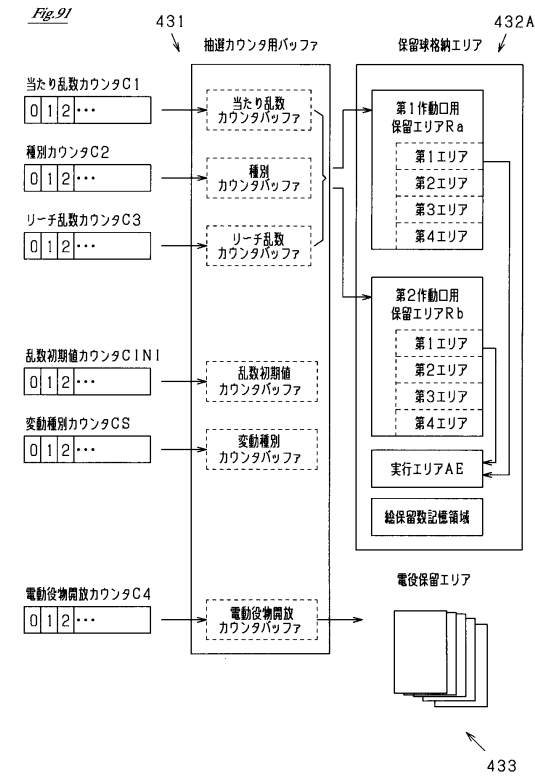 Fig.91
431
432A
抽選カウンタ用バッファ
保留球格納エリア
当たり乱数カウンタC1
0 1 2 ・・・
当たり乱数
カウンタバッファ
種別カウンタC2
0 1 2 ・・・
種別
カウンタバッファ
リーチ乱数カウンタC3
0 1 2 ・・・
リーチ乱数
カウンタバッファ
第1作動口用
保留エリアRa
第1エリア
第2エリア
第3エリア
第4エリア
第2作動口用
保留エリアRb
第1エリア
第2エリア
第3エリア
第4エリア
乱数初期値カウンタCINI
0 1 2 ・・・
乱数初期値
カウンタバッファ
変動種別カウンタCS
0 1 2 ・・・
変動種別
カウンタバッファ
実行エリアAE
総保留数記憶領域
電動役物開放カウンタC4
0 1 2 ・・・
電動役物開放
カウンタバッファ
電役保留エリア
433